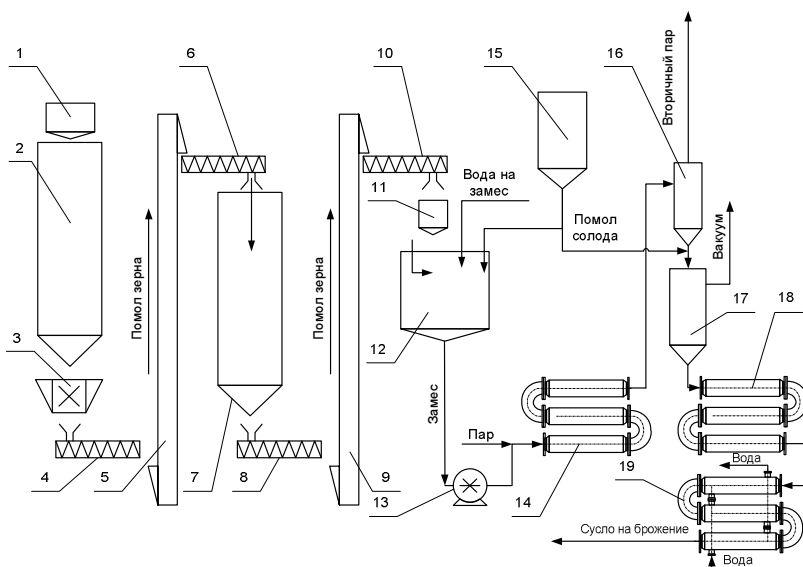 1
2
3
4
5
6
7
8
9
10
11
12
13
14
15
16
17
18
19
Помол зерна
Помол зерна
Вода на
замес
Помол
солода
Вторичный пар
Вакуум
Замес
Пар
Вода
Сусло на брожение
Вода